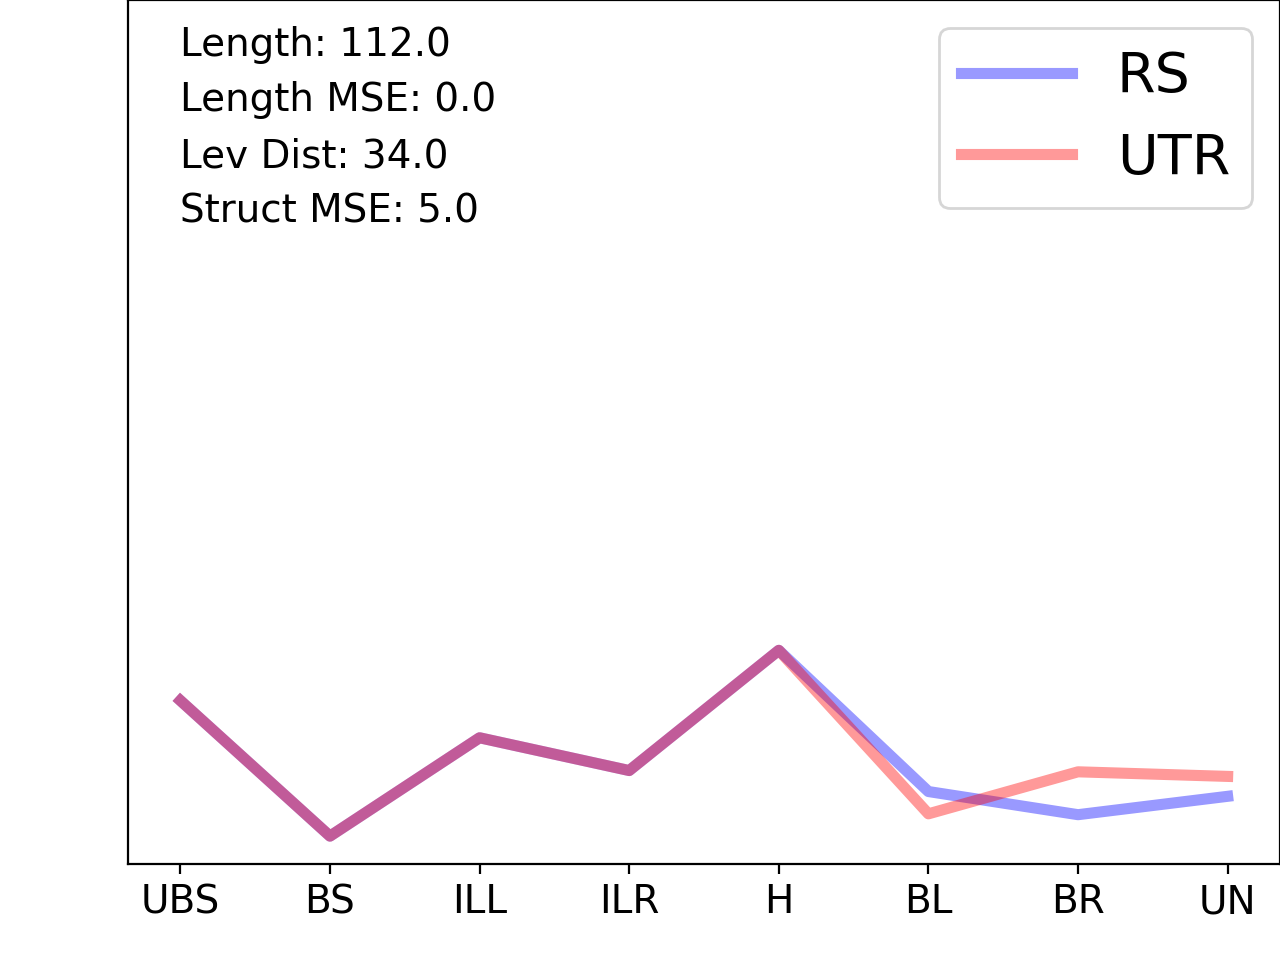 Length: 112.0
Length MSE: 0.0
Lev Dist: 34.0
Struct MSE: 5.0
RS
UTR
UBS BS ILL ILR H BL BR UN